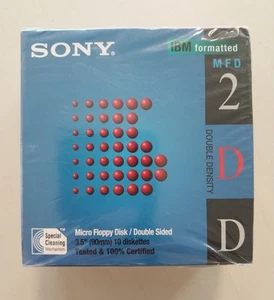 SONY
IBM formatted
MFD
2
DOUBLE DENSITY
D
D
Special
Cleaning
Mechanism
Micro Floppy Disk / Double Sided
3.5" (90mm) 10 diskettes
Tested & 100% Certified